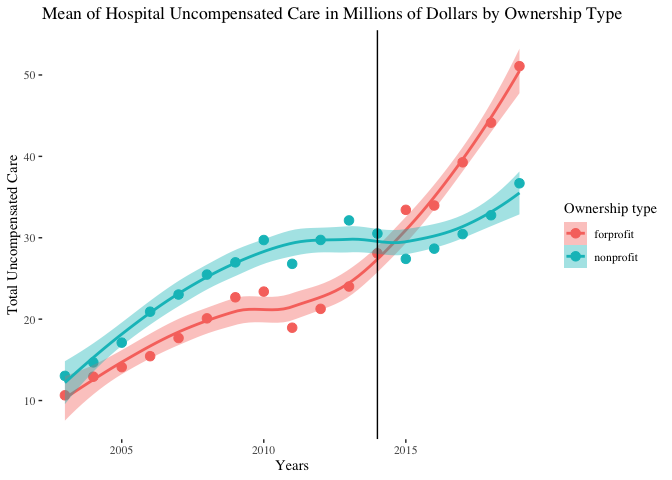 Mean of Hospital Uncompensated Care in Millions of Dollars by Ownership Type
Total Uncompensated Care
50
40
30
20
10
2005 2010 2015
Years
Ownership type
forprofit
nonprofit